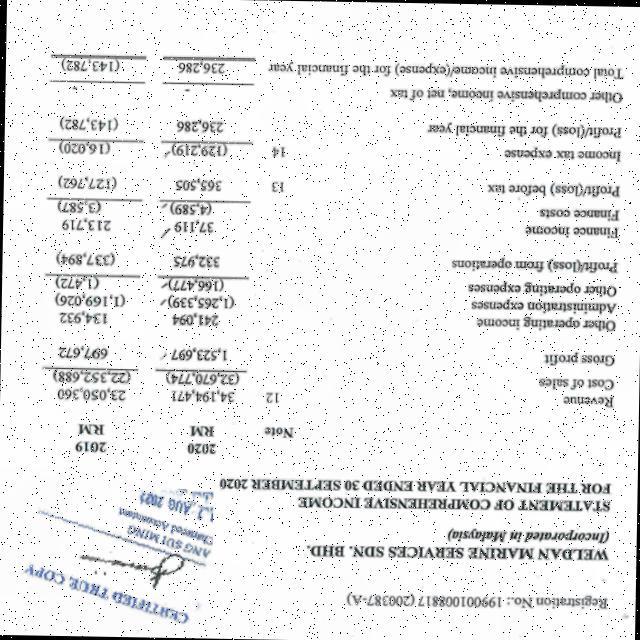 Registration No.: 199001008817 (200387-A)
CERTIFIED TRUE COPY
ANG SUI MING
Chartered Accountant
WELDAN MARINE SERVICES SDN. BHD.
(Incorporated in Malaysia)
STATEMENT OF COMPREHENSIVE INCOME
FOR THE FINANCIAL YEAR ENDED 30 SEPTEMBER 2020
Note 2020 2019
RM RM
Revenue 12 34,194,471 23,050,360
Cost of sales (32,670,774) (22,352,688)
Gross profit 1,523,697 697,672
Other operating income 241,094 134,932
Administration expenses (1,265,339) (1,169,026)
Other operating expenses (166,477) (1,472)
Profit/(loss) from operations 332,975 (337,894)
Finance income 37,119 213,719
Finance costs (4,589) (3,587)
Profit/(loss) before tax 13 365,505 (127,762)
Income tax expense 14 (129,219) (16,020)
Profit/(loss) for the financial year 236,286 (143,782)
Other comprehensive income, net of tax - -
Total comprehensive income/(expense) for the financial year 236,286 (143,782)